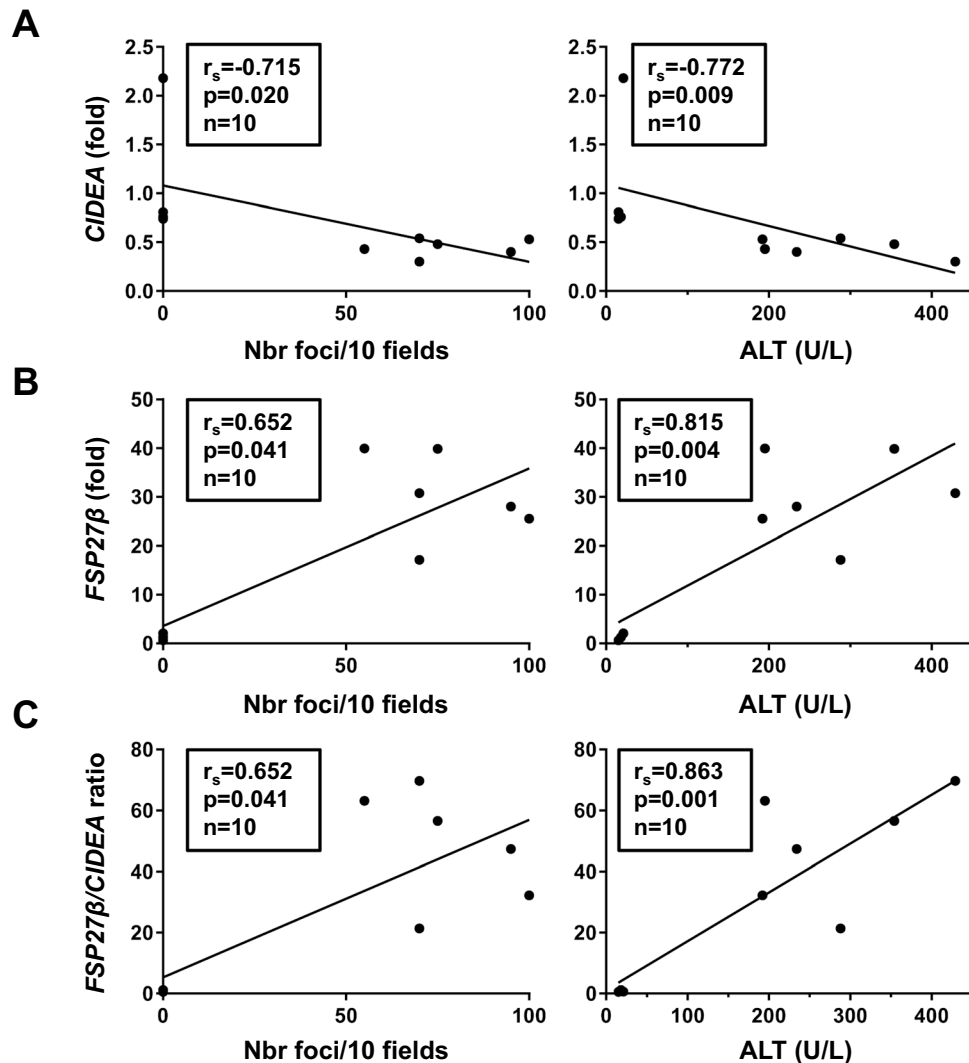 A
CIDEA (fold)
2.5
2.0
1.5
1.0
0.5
0.0
rs=-0.715
p=0.020
n=10
0 50 100
Nbr foci/10 fields
2.5
2.0
1.5
1.0
0.5
0.0
rs=-0.772
p=0.009
n=10
0 200 400
ALT (U/L)
B
FSP27β (fold)
50
40
30
20
10
0
rs=0.652
p=0.041
n=10
0 50 100
Nbr foci/10 fields
50
40
30
20
10
0
rs=0.815
p=0.004
n=10
0 200 400
ALT (U/L)
C
FSP27β/CIDEA ratio
80
60
40
20
0
rs=0.652
p=0.041
n=10
0 50 100
Nbr foci/10 fields
80
60
40
20
0
rs=0.863
p=0.001
n=10
0 100 200 300 400
ALT (U/L)